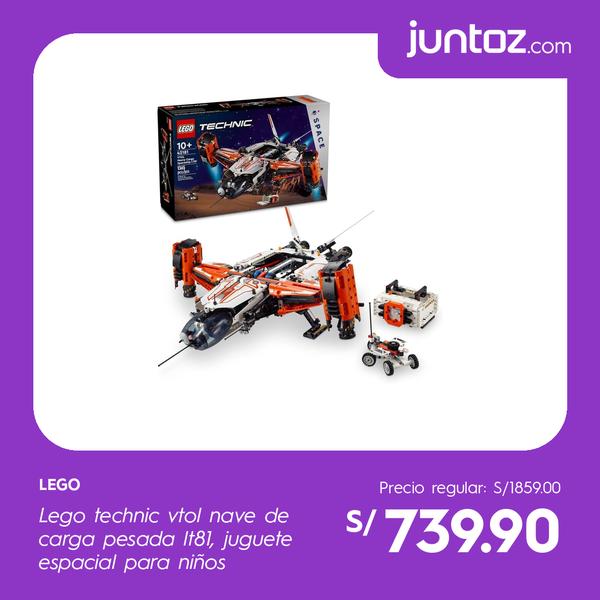 juntoz.com
LEGO TECHNIC
SPACE
10+
42181
LEGO
Precio regular: S/1859.00
Lego technic vtol nave de
carga pesada lt81, juguete
espacial para niños
S/739.90